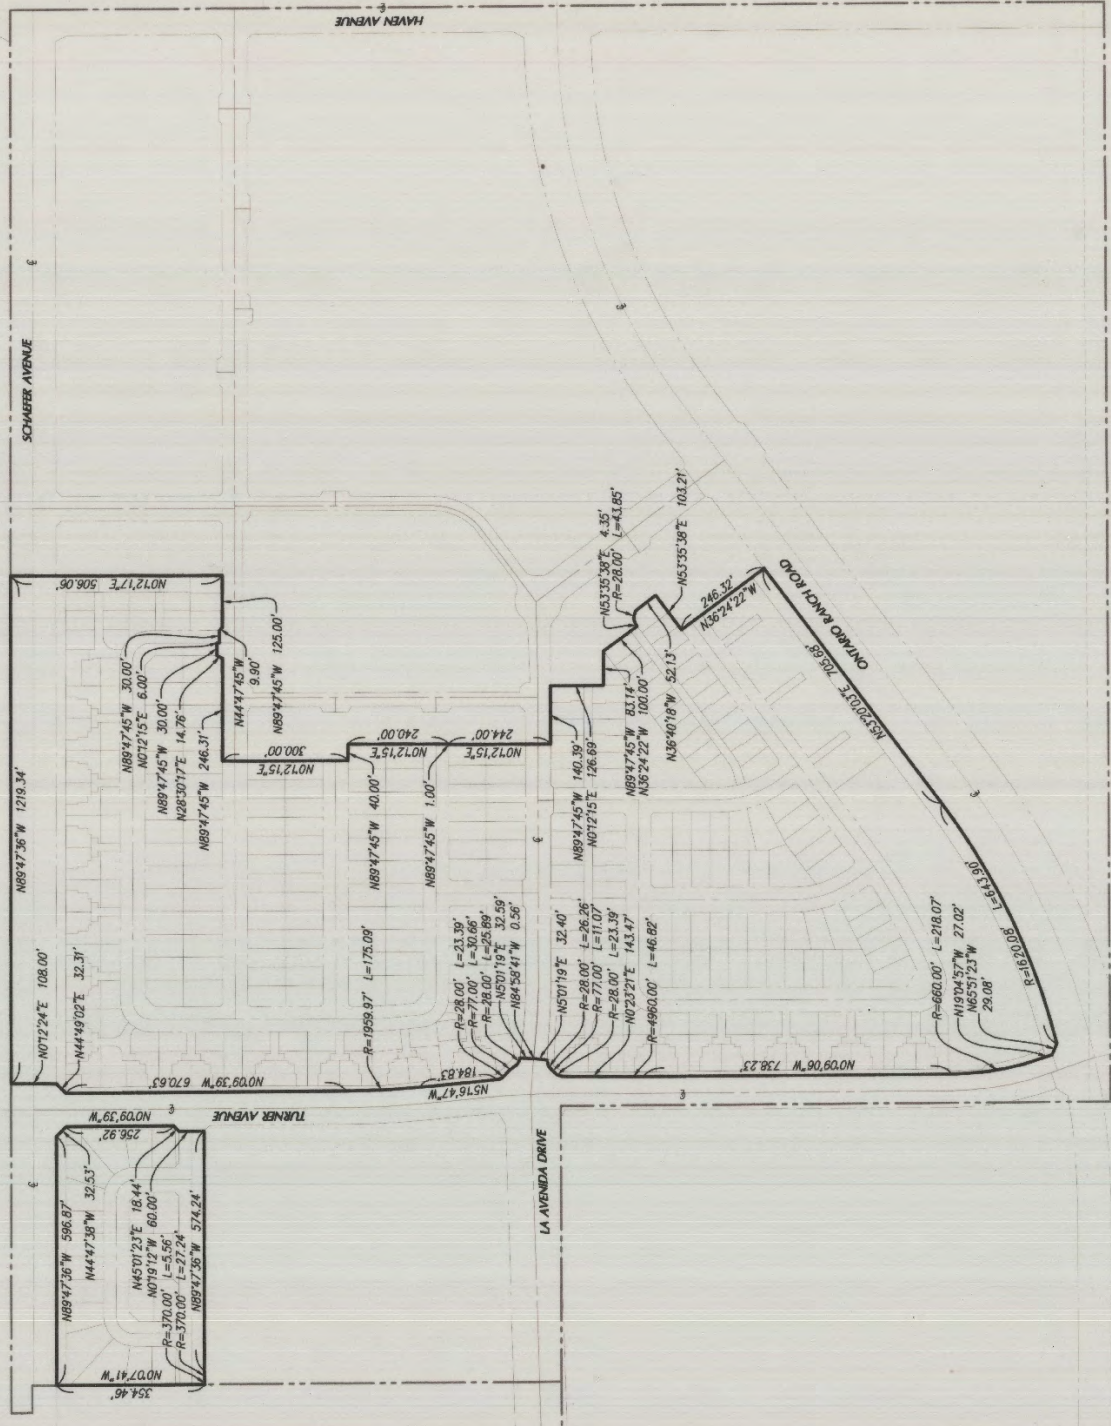 HAVEN AVENUE
SCHAEFER AVENUE
N0°12'17"E 506.06'
N89°47'45"W 30.00'
N0°12'15"E 6.00'
N89°47'45"W 30.00'
N28°30'17"E 14.76'
N89°47'45"W 246.31'
N44°47'45"W
9.90'
N89°47'45"W 125.00'
N89°47'36"W 1219.34'
300.00'
N0°12'15"E
240.00'
N0°12'15"E
244.00'
N0°12'15"E
N89°47'45"W 40.00'
N89°47'45"W 1.00'
N53°35'38"E 4.35'
R=28.00' L=43.85'
N53°35'38"E 103.21'
246.32'
N36°24'22"W
ONTARIO RANCH ROAD
N53°20'03"E 705.68'
N89°47'45"W 140.39'
N0°12'15"E 126.69'
N89°47'45"W 83.14'
N36°24'22"W 100.00'
N36°40'18"W 52.13'
N0°12'24"E 108.00'
N44°49'02"E 32.31'
N0°09'39"W 670.63'
R=1959.97' L=175.09'
184.83'
N5°16'47"W
R=28.00' L=23.39'
R=77.00' L=30.66'
R=28.00' L=25.89'
N5°01'19"E 32.59'
N84°58'41"W 0.56'
N5°01'19"E 32.40'
R=28.00' L=26.26'
R=77.00' L=11.07'
R=28.00' L=23.39'
N0°23'21"E 143.47'
R=4960.00' L=46.82'
N0°09'06"W 738.23'
R=660.00' L=218.07'
N19°04'57"W 27.02'
N65°51'23"W
29.08'
R=1620.08' L=643.90'
TURNER AVENUE
N0°09'39"W
256.92'
N89°47'36"W 596.87'
N44°47'38"W 32.53'
N45°01'23"E 18.44'
N0°19'12"W 60.00'
R=370.00' L=5.56'
R=370.00' L=27.24'
N89°47'36"W 574.24'
N0°07'41"W
354.46'
LA AVENIDA DRIVE